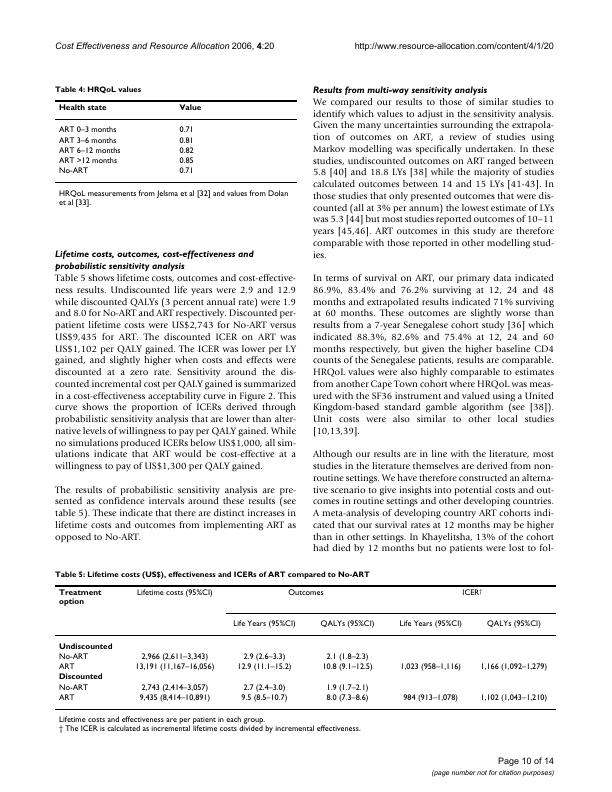 Cost Effectiveness and Resource Allocation 2006, 4:20
http://www.resource-allocation.com/content/4/1/20
Table 4: HRQoL values
Health state Value
ART 0–3 months 0.71
ART 3–6 months 0.81
ART 6–12 months 0.82
ART >12 months 0.85
No-ART 0.71
HRQoL measurements from Jelsma et al [32] and values from Dolan
et al [33].
Lifetime costs, outcomes, cost-effectiveness and
probabilistic sensitivity analysis
Table 5 shows lifetime costs, outcomes and cost-effective-
ness results. Undiscounted life years were 2.9 and 12.9
while discounted QALYs (3 percent annual rate) were 1.9
and 8.0 for No-ART and ART respectively. Discounted per-
patient lifetime costs were US$2,743 for No-ART versus
US$9,435 for ART. The discounted ICER on ART was
US$1,102 per QALY gained. The ICER was lower per LY
gained, and slightly higher when costs and effects were
discounted at a zero rate. Sensitivity around the dis-
counted incremental cost per QALY gained is summarized
in a cost-effectiveness acceptability curve in Figure 2. This
curve shows the proportion of ICERs derived through
probabilistic sensitivity analysis that are lower than alter-
native levels of willingness to pay per QALY gained. While
no simulations produced ICERs below US$1,000, all sim-
ulations indicate that ART would be cost-effective at a
willingness to pay of US$1,300 per QALY gained.
The results of probabilistic sensitivity analysis are pre-
sented as confidence intervals around these results (see
table 5). These indicate that there are distinct increases in
lifetime costs and outcomes from implementing ART as
opposed to No-ART.
Results from multi-way sensitivity analysis
We compared our results to those of similar studies to
identify which values to adjust in the sensitivity analysis.
Given the many uncertainties surrounding the extrapola-
tion of outcomes on ART, a review of studies using
Markov modelling was specifically undertaken. In these
studies, undiscounted outcomes on ART ranged between
5.8 [40] and 18.8 LYs [38] while the majority of studies
calculated outcomes between 14 and 15 LYs [41-43]. In
those studies that only presented outcomes that were dis-
counted (all at 3% per annum) the lowest estimate of LYs
was 5.3 [44] but most studies reported outcomes of 10–11
years [45,46]. ART outcomes in this study are therefore
comparable with those reported in other modelling stud-
ies.
In terms of survival on ART, our primary data indicated
86.9%, 83.4% and 76.2% surviving at 12, 24 and 48
months and extrapolated results indicated 71% surviving
at 60 months. These outcomes are slightly worse than
results from a 7-year Senegalese cohort study [36] which
indicated 88.3%, 82.6% and 75.4% at 12, 24 and 60
months respectively, but given the higher baseline CD4
counts of the Senegalese patients, results are comparable.
HRQoL values were also highly comparable to estimates
from another Cape Town cohort where HRQoL was meas-
ured with the SF36 instrument and valued using a United
Kingdom-based standard gamble algorithm (see [38]).
Unit costs were also similar to other local studies
[10,13,39].
Although our results are in line with the literature, most
studies in the literature themselves are derived from non-
routine settings. We have therefore constructed an alterna-
tive scenario to give insights into potential costs and out-
comes in routine settings and other developing countries.
A meta-analysis of developing country ART cohorts indi-
cated that our survival rates at 12 months may be higher
than in other settings. In Khayelitsha, 13% of the cohort
had died by 12 months but no patients were lost to fol-
Table 5: Lifetime costs (US$), effectiveness and ICERs of ART compared to No-ART
Treatment Lifetime costs (95%CI) Outcomes ICER†
option
Life Years (95%CI) QALYs (95%CI) Life Years (95%CI) QALYs (95%CI)
Undiscounted
No-ART 2,966 (2,611–3,343) 2.9 (2.6–3.3) 2.1 (1.8–2.3)
ART 13,191 (11,167–16,056) 12.9 (11.1–15.2) 10.8 (9.1–12.5) 1,023 (958–1,116) 1,166 (1,092–1,279)
Discounted
No-ART 2,743 (2,414–3,057) 2.7 (2.4–3.0) 1.9 (1.7–2.1)
ART 9,435 (8,414–10,891) 9.5 (8.5–10.7) 8.0 (7.3–8.6) 984 (913–1,078) 1,102 (1,043–1,210)
Lifetime costs and effectiveness are per patient in each group.
† The ICER is calculated as incremental lifetime costs divided by incremental effectiveness.
Page 10 of 14
(page number not for citation purposes)